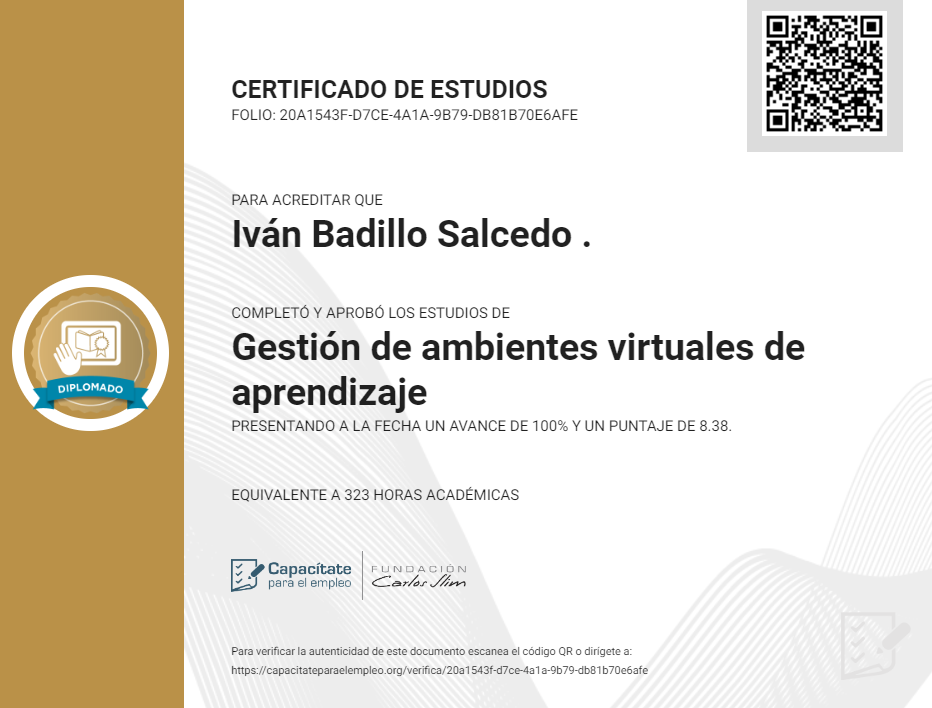 CERTIFICADO DE ESTUDIOS
FOLIO: 20A1543F-D7CE-4A1A-9B79-DB81B70E6AFE
PARA ACREDITAR QUE
Iván Badillo Salcedo .
COMPLETÓ Y APROBÓ LOS ESTUDIOS DE
Gestión de ambientes virtuales de
aprendizaje
PRESENTANDO A LA FECHA UN AVANCE DE 100% Y UN PUNTAJE DE 8.38.
DIPLOMADO
EQUIVALENTE A 323 HORAS ACADÉMICAS
Capacítate
para el empleo
FUNDACIÓN
Carlos Slim
Para verificar la autenticidad de este documento escanea el código QR o dirígete a:
https://capacitateparaelempleo.org/verifica/20a1543f-d7ce-4a1a-9b79-db81b70e6afe